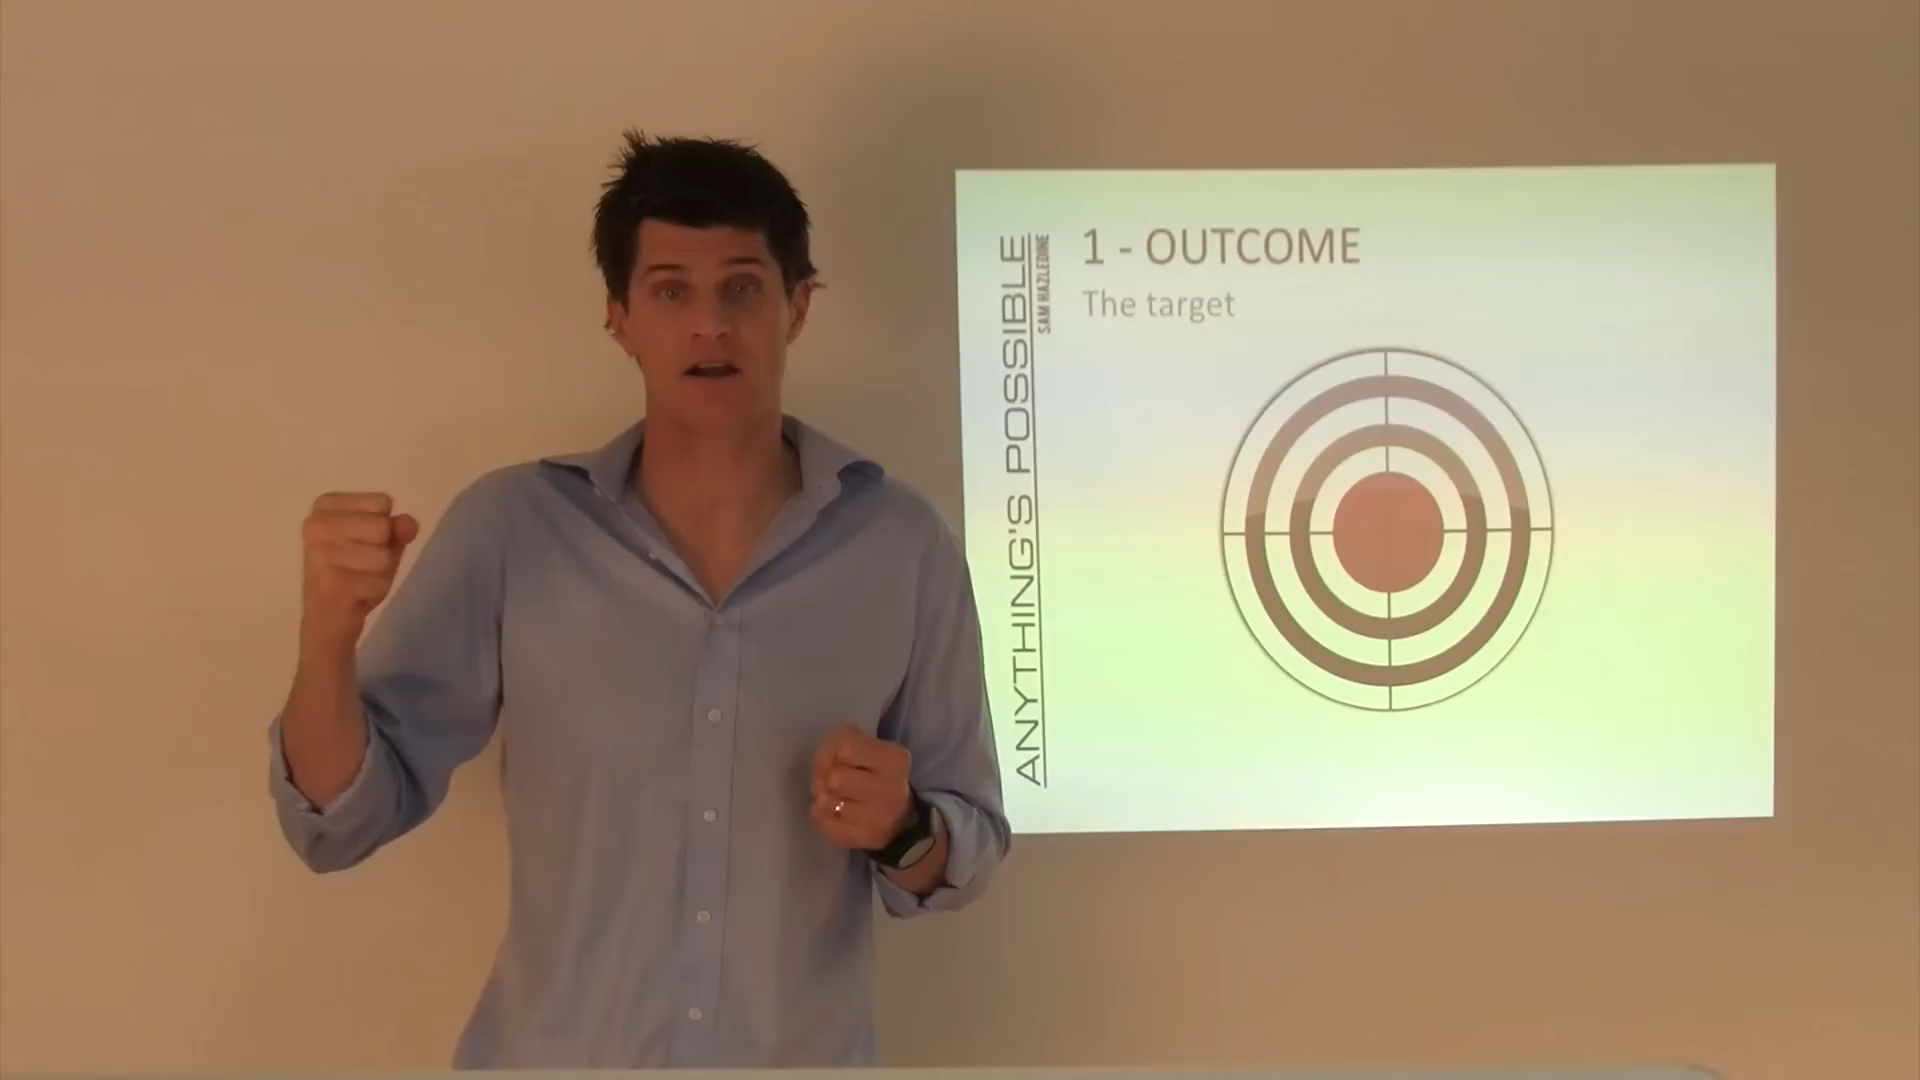 ANYTHING'S POSSIBLE
SAM HAZLEDINE
1 - OUTCOME
The target